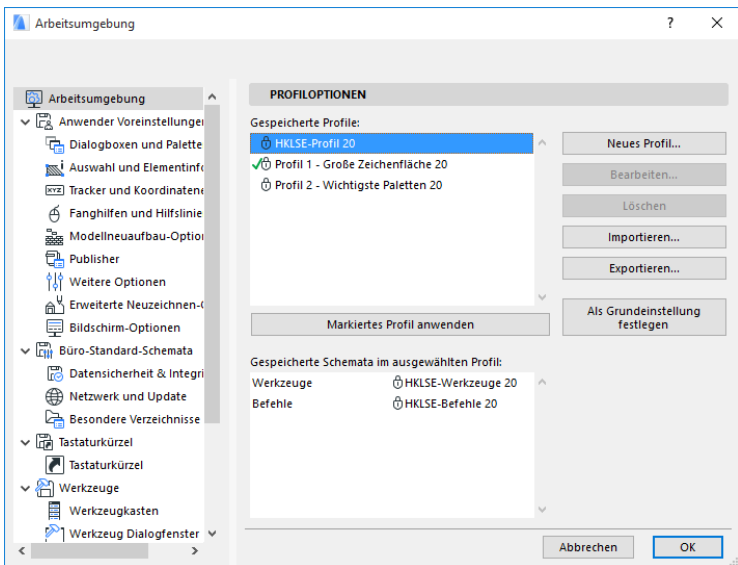 Arbeitsumgebung
?
Arbeitsumgebung
Anwender Voreinstellunger
Dialogboxen und Palette
Auswahl und Elementinfo
XYZ Tracker und Koordinatene
Fanghilfen und Hilfslinie
Modellneuaufbau-Option
Publisher
Weitere Optionen
Erweiterte Neuzeichnen-O
Bildschirm-Optionen
Büro-Standard-Schemata
Datensicherheit & Integri
Netzwerk und Update
Besondere Verzeichnisse
Tastaturkürzel
Tastaturkürzel
Werkzeuge
Werkzeugkasten
Werkzeug Dialogfenster
PROFILOPTIONEN
Gespeicherte Profile:
HKLSE-Profil 20
Profil 1 - Große Zeichenfläche 20
Profil 2 - Wichtigste Paletten 20
Neues Profil...
Bearbeiten...
Löschen
Importieren...
Exportieren...
Als Grundeinstellung
festlegen
Markiertes Profil anwenden
Gespeicherte Schemata im ausgewählten Profil:
Werkzeuge HKLSE-Werkzeuge 20
Befehle HKLSE-Befehle 20
Abbrechen
OK